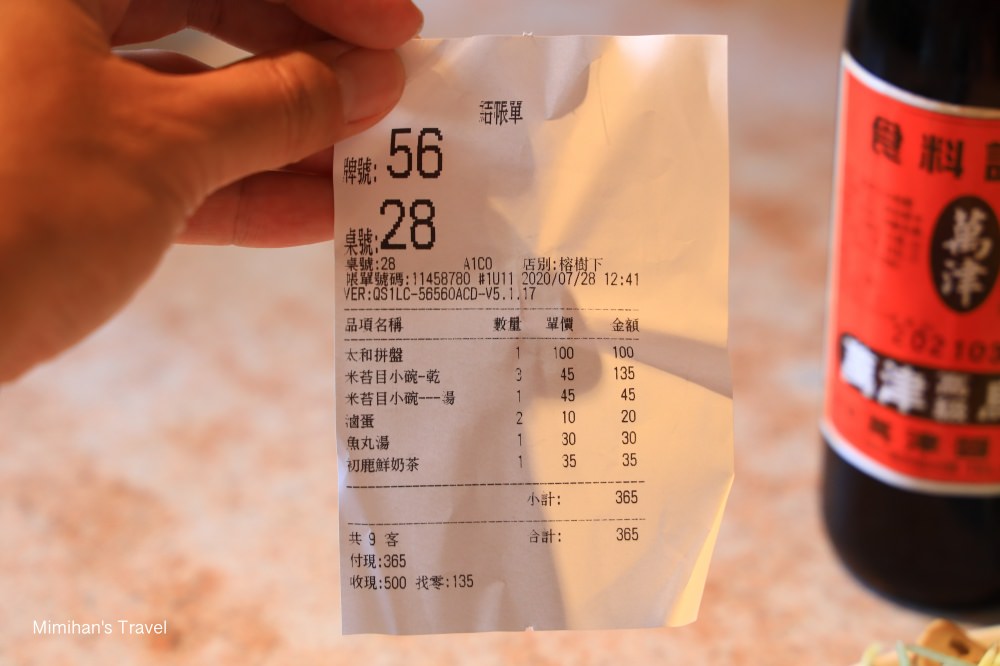 結帳單
牌號: 56
桌號: 28
桌號:28 A1C0 店別:榕樹下
帳單號碼:11458780 #1U11 2020/07/28 12:41
VER:QS1LC-56560ACD-V5.1.17
品項名稱 數量 單價 金額
太和拼盤 1 100 100
米苔目小碗-乾 3 45 135
米苔目小碗---湯 1 45 45
滷蛋 2 10 20
魚丸湯 1 30 30
初鹿鮮奶茶 1 35 35
小計: 365
共 9 客 合計: 365
付現:365
收現:500 找零:135
食料
萬津
萬津
Mimihan's Travel